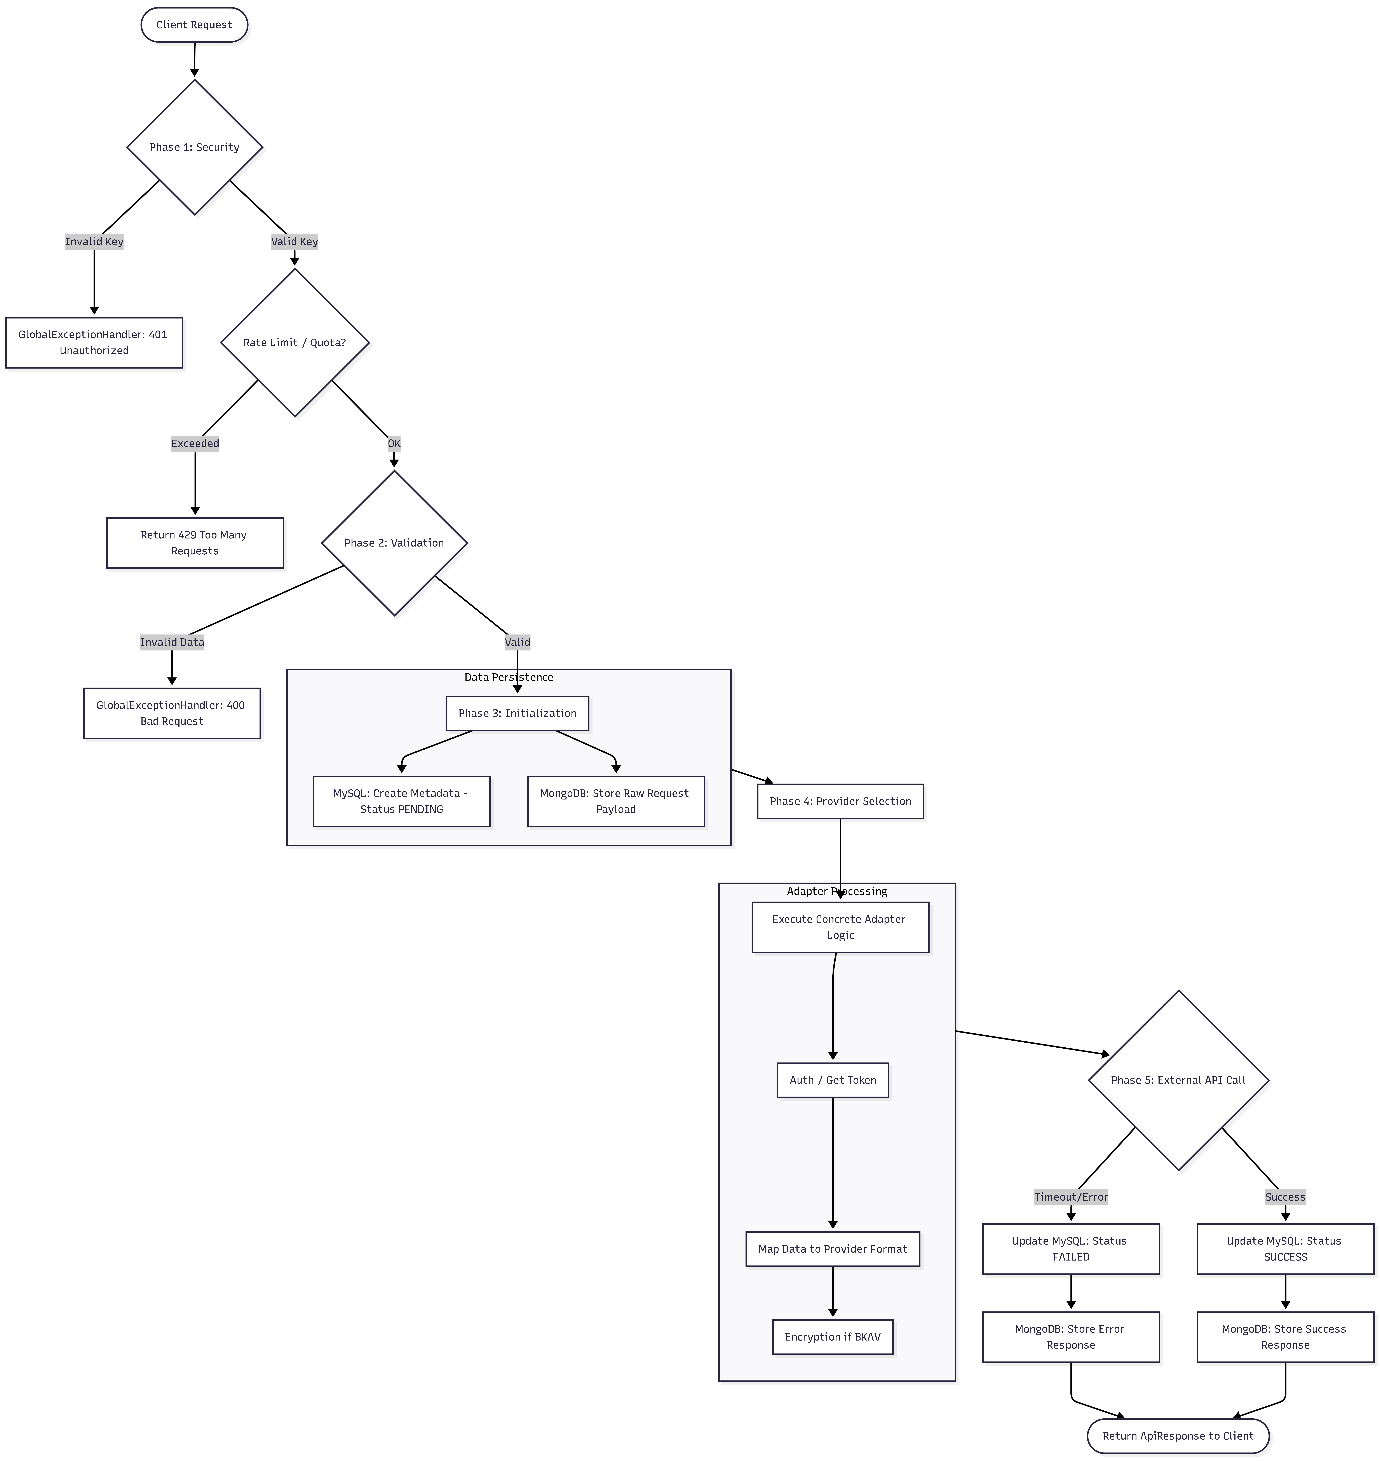 Client Request
Phase 1: Security
Invalid Key
Valid Key
GlobalExceptionHandler: 401
Unauthorized
Rate Limit / Quota?
Exceeded
OK
Return 429 Too Many
Requests
Phase 2: Validation
Invalid Data
Valid
GlobalExceptionHandler: 400
Bad Request
Data Persistence
Phase 3: Initialization
MySQL: Create Metadata -
Status PENDING
MongoDB: Store Raw Request
Payload
Phase 4: Provider Selection
Adapter Processing
Execute Concrete Adapter
Logic
Auth / Get Token
Map Data to Provider Format
Encryption if BKAV
Phase 5: External API Call
Timeout/Error
Success
Update MySQL: Status
FAILED
Update MySQL: Status
SUCCESS
MongoDB: Store Error
Response
MongoDB: Store Success
Response
Return ApiResponse to Client